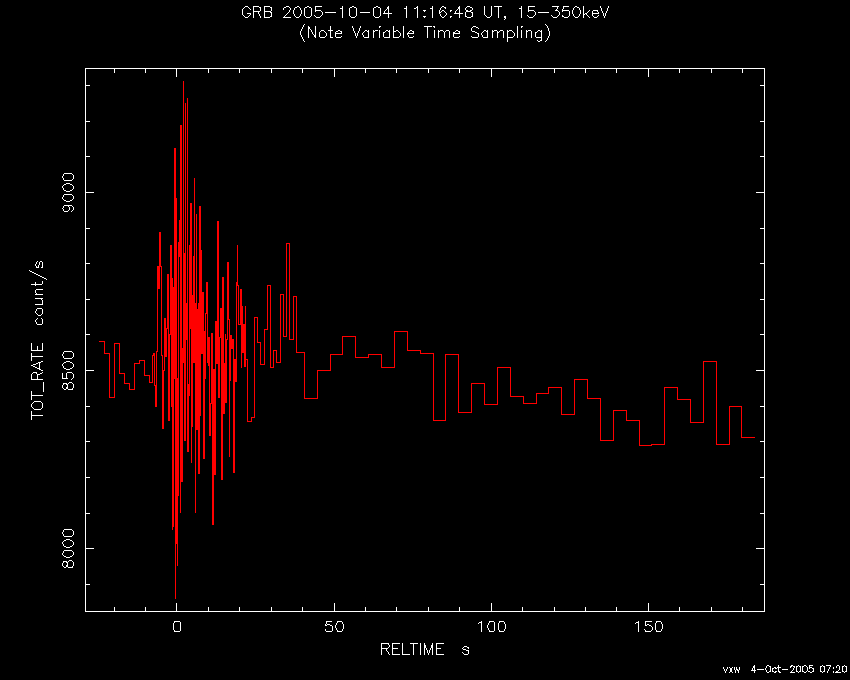 GRB 2005-10-04 11:16:48 UT, 15-350keV
(Note Variable Time Sampling)
TOT_RATE count/s
9000
8500
8000
0 50 100 150
RELTIME s
vxw 4-Oct-2005 07:20